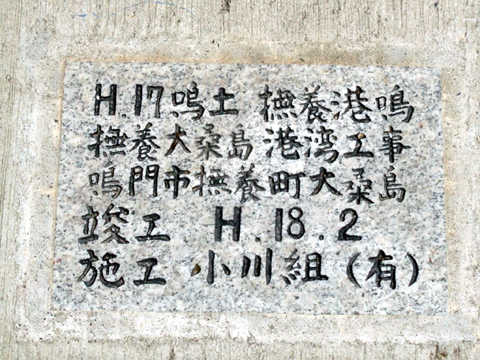 H.17鳴土 撫養港鳴
撫養大桑島 港湾工事
鳴門市撫養町大桑島
竣工 H.18.2
施工 小川組(有)